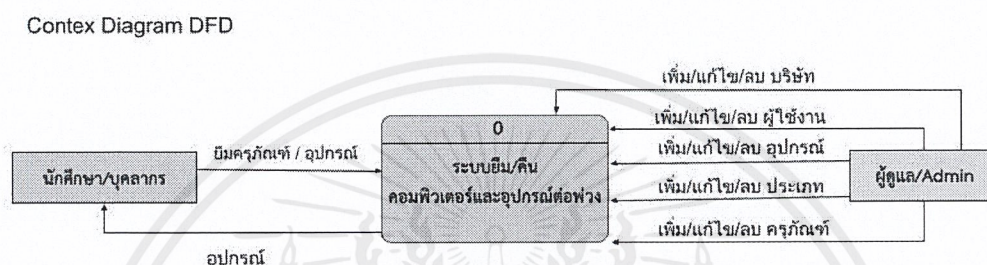 Contex Diagram DFD
เพิ่ม/แก้ไข/ลบ บริษัท
0
เพิ่ม/แก้ไข/ลบ ผู้ใช้งาน
ยืมครุภัณฑ์ / อุปกรณ์
ระบบยืม/คืน
เพิ่ม/แก้ไข/ลบ อุปกรณ์
นักศึกษา/บุคลากร
คอมพิวเตอร์และอุปกรณ์ต่อพ่วง
เพิ่ม/แก้ไข/ลบ ประเภท
ผู้ดูแล/Admin
เพิ่ม/แก้ไข/ลบ ครุภัณฑ์
อุปกรณ์